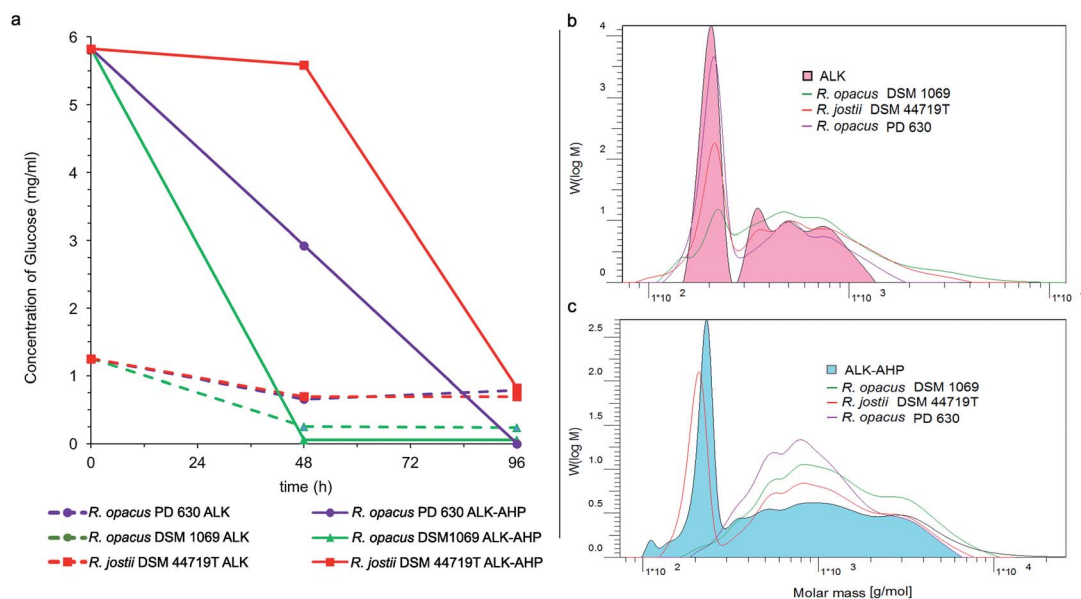 a
Concentration of Glucose (mg/ml)
6
5
4
3
2
1
0
0 24 48 72 96
time (h)
R. opacus PD 630 ALK
R. opacus DSM 1069 ALK
R. jostii DSM 44719T ALK
R. opacus PD 630 ALK-AHP
R. opacus DSM1069 ALK-AHP
R. jostii DSM 44719T ALK-AHP
b
W(log M)
4
3
2
1
0
ALK
R. opacus DSM 1069
R. jostii DSM 44719T
R. opacus PD 630
1*10 2 1*10 3 1*10
c
W(log M)
2.5
2.0
1.5
1.0
0.5
0.0
ALK-AHP
R. opacus DSM 1069
R. jostii DSM 44719T
R. opacus PD 630
1*10 2 1*10 3 1*10 4
Molar mass [g/mol]